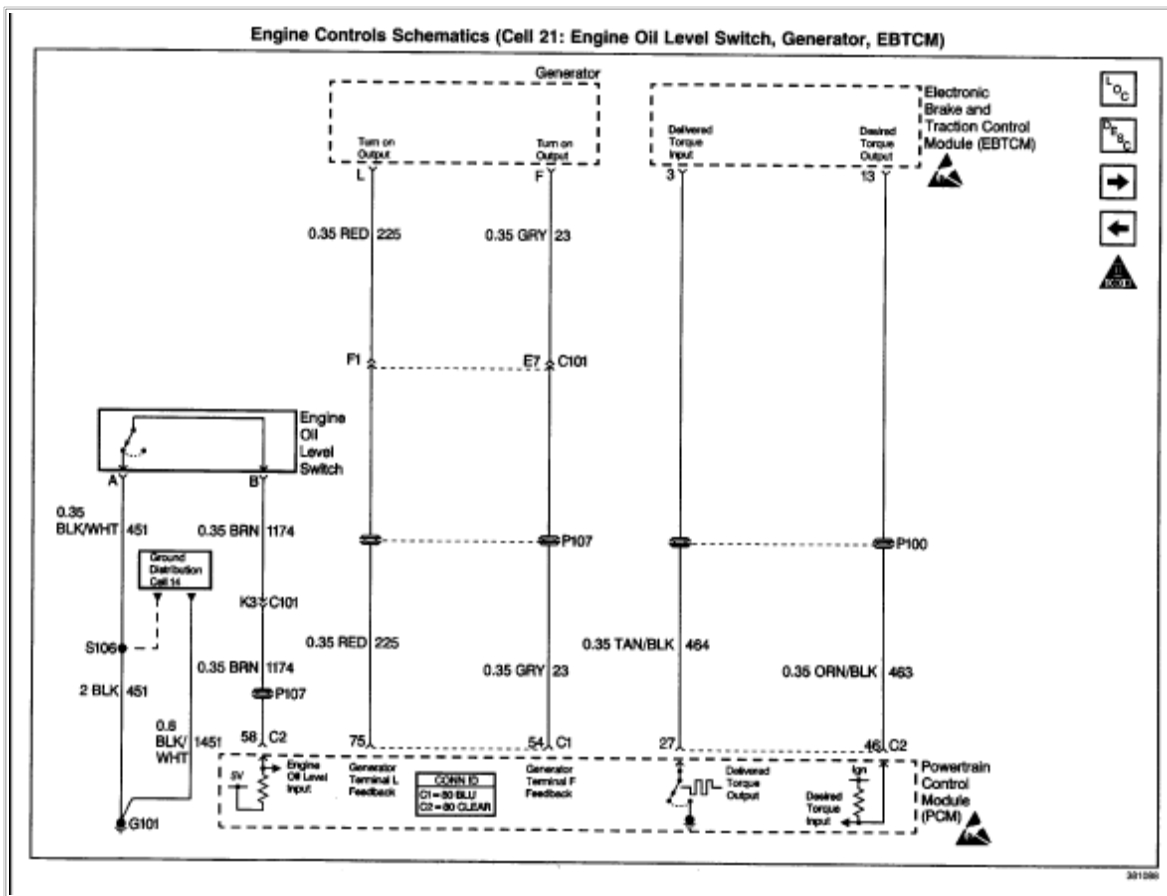 Engine Controls Schematics (Cell 21: Engine Oil Level Switch, Generator, EBTCM)
Generator
Turn on
Output
Turn on
Output
L
F
Delivered
Torque
Input
Desired
Torque
Output
3
13
Electronic
Brake and
Traction Control
Module (EBTCM)
LOC
DESC
0.35 RED 225
0.35 GRY 23
F1
E7 C101
Engine
Oil
Level
Switch
A
B
0.35
BLK/WHT 451
0.35 BRN 1174
Ground
Distribution
Cell 14
K3 C101
S106
0.35 BRN 1174
2 BLK 451
P107
0.8
BLK/
WHT
1451
G101
P107
P100
0.35 RED 225
0.35 GRY 23
0.35 TAN/BLK 464
0.35 ORN/BLK 463
58 C2
75
54 C1
27
46 C2
5V
Engine
Oil Level
Input
Generator
Terminal L
Feedback
CONN ID
C1=80 BLU
C2=80 CLEAR
Generator
Terminal F
Feedback
Delivered
Torque
Output
Ign
Desired
Torque
Input
Powertrain
Control
Module
(PCM)